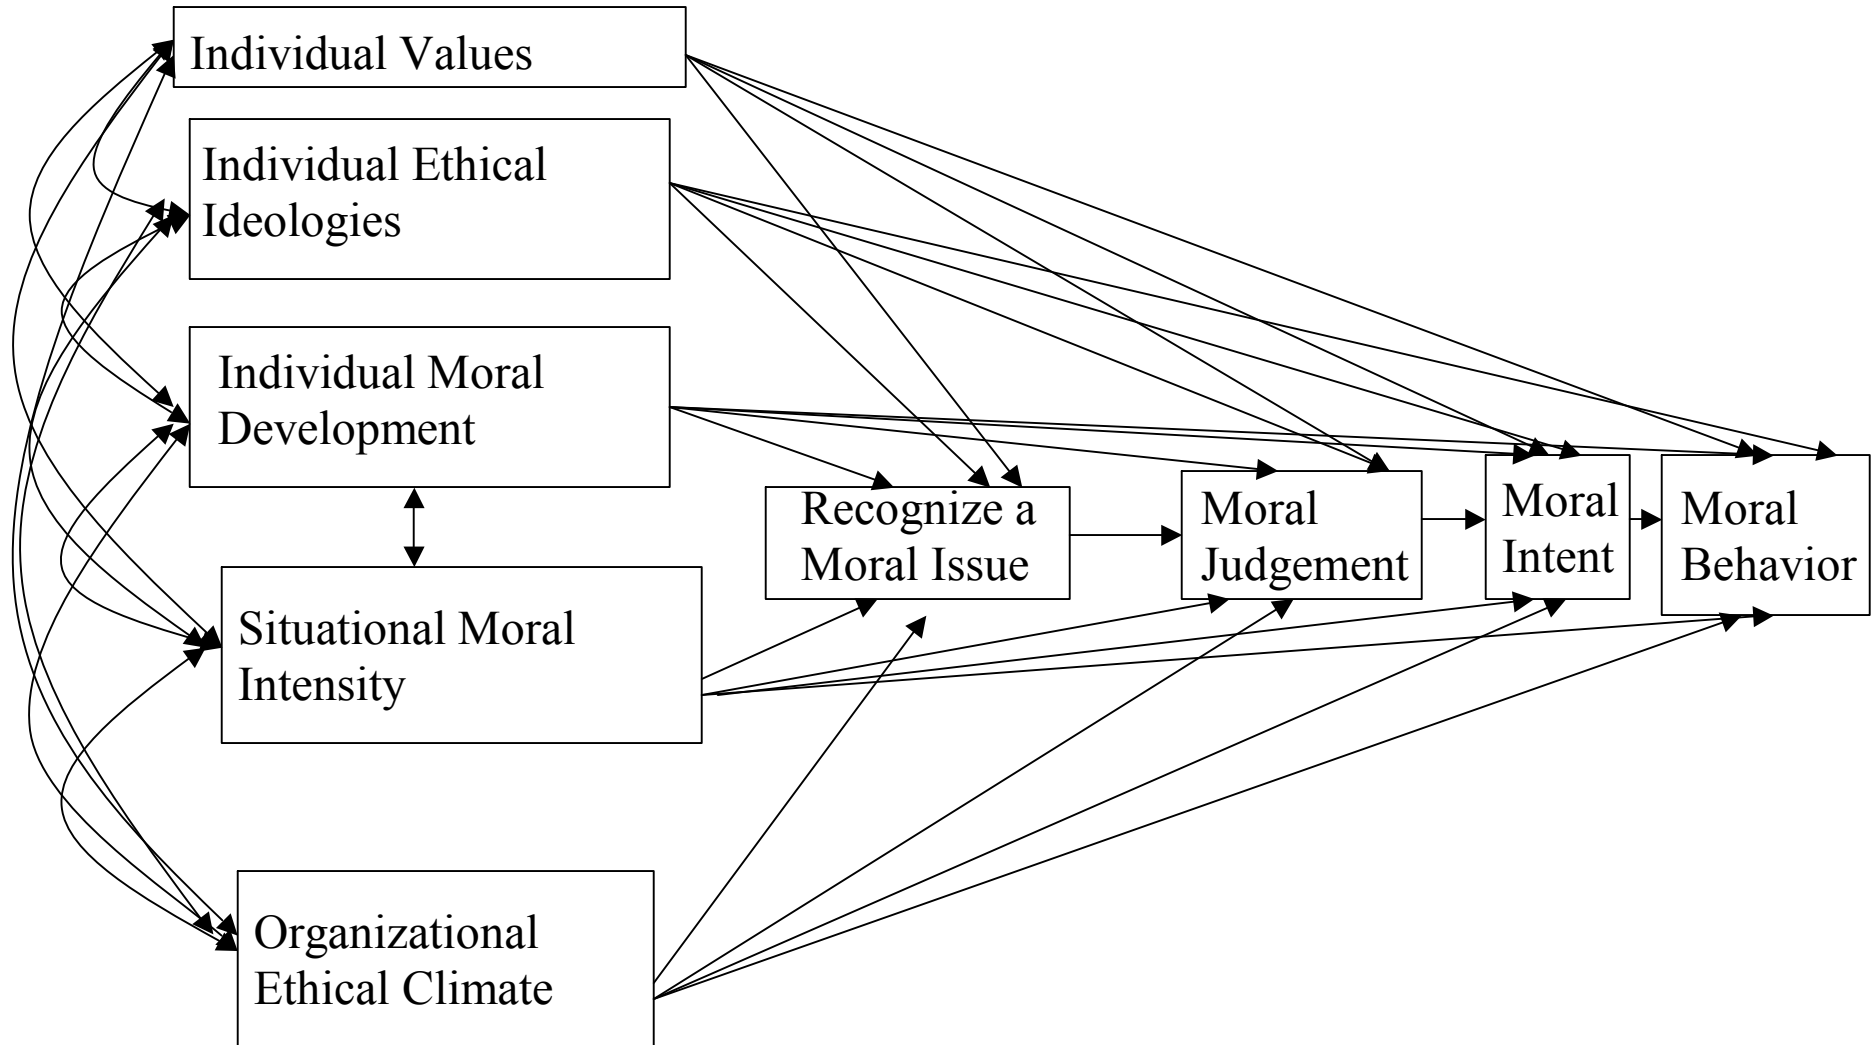 Individual Values
Individual Ethical
Ideologies
Individual Moral
Development
Situational Moral
Intensity
Organizational
Ethical Climate
Recognize a
Moral Issue
Moral
Judgement
Moral
Intent
Moral
Behavior